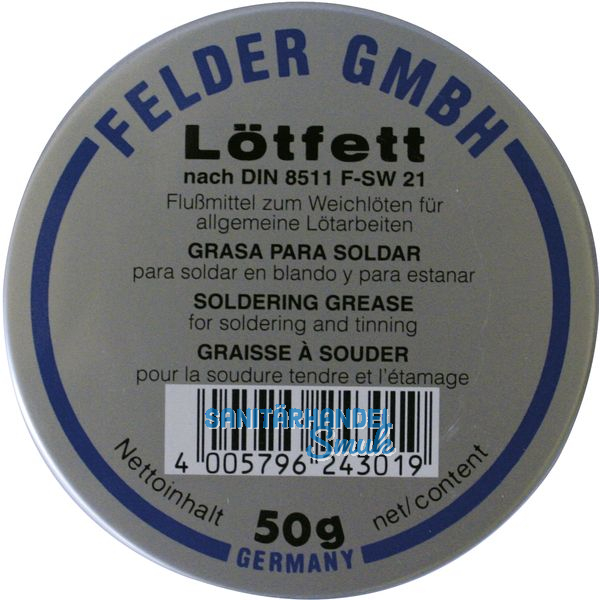 FELDER GMBH
Lötfett
nach DIN 8511 F-SW 21
Flußmittel zum Weichlöten für
allgemeine Lötarbeiten
GRASA PARA SOLDAR
para soldar en blando y para estanar
SOLDERING GREASE
for soldering and tinning
GRAISSE À SOUDER
pour la soudure tendre et l'étamage
SANITÄRHANDEL
Smuk
4 005796 243019
Nettoinhalt 50g net/content
GERMANY